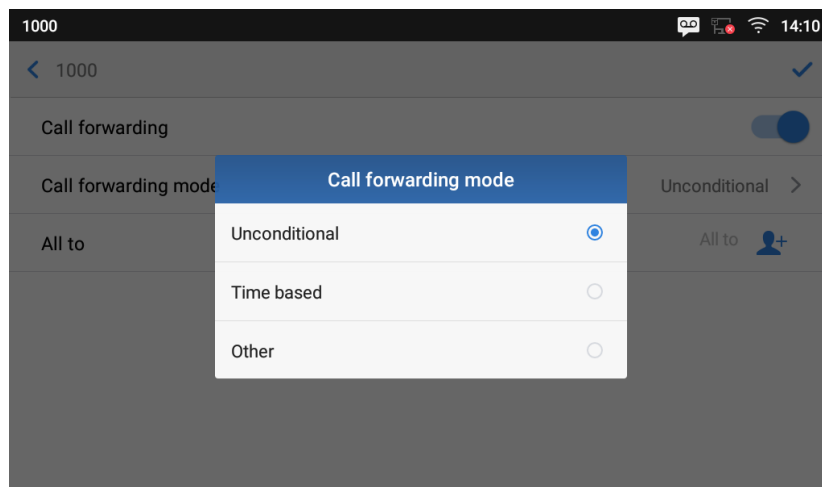 1000 14:10
1000
Call forwarding
Call forwarding mode Unconditional
All to All to
Call forwarding mode
Unconditional
Time based
Other